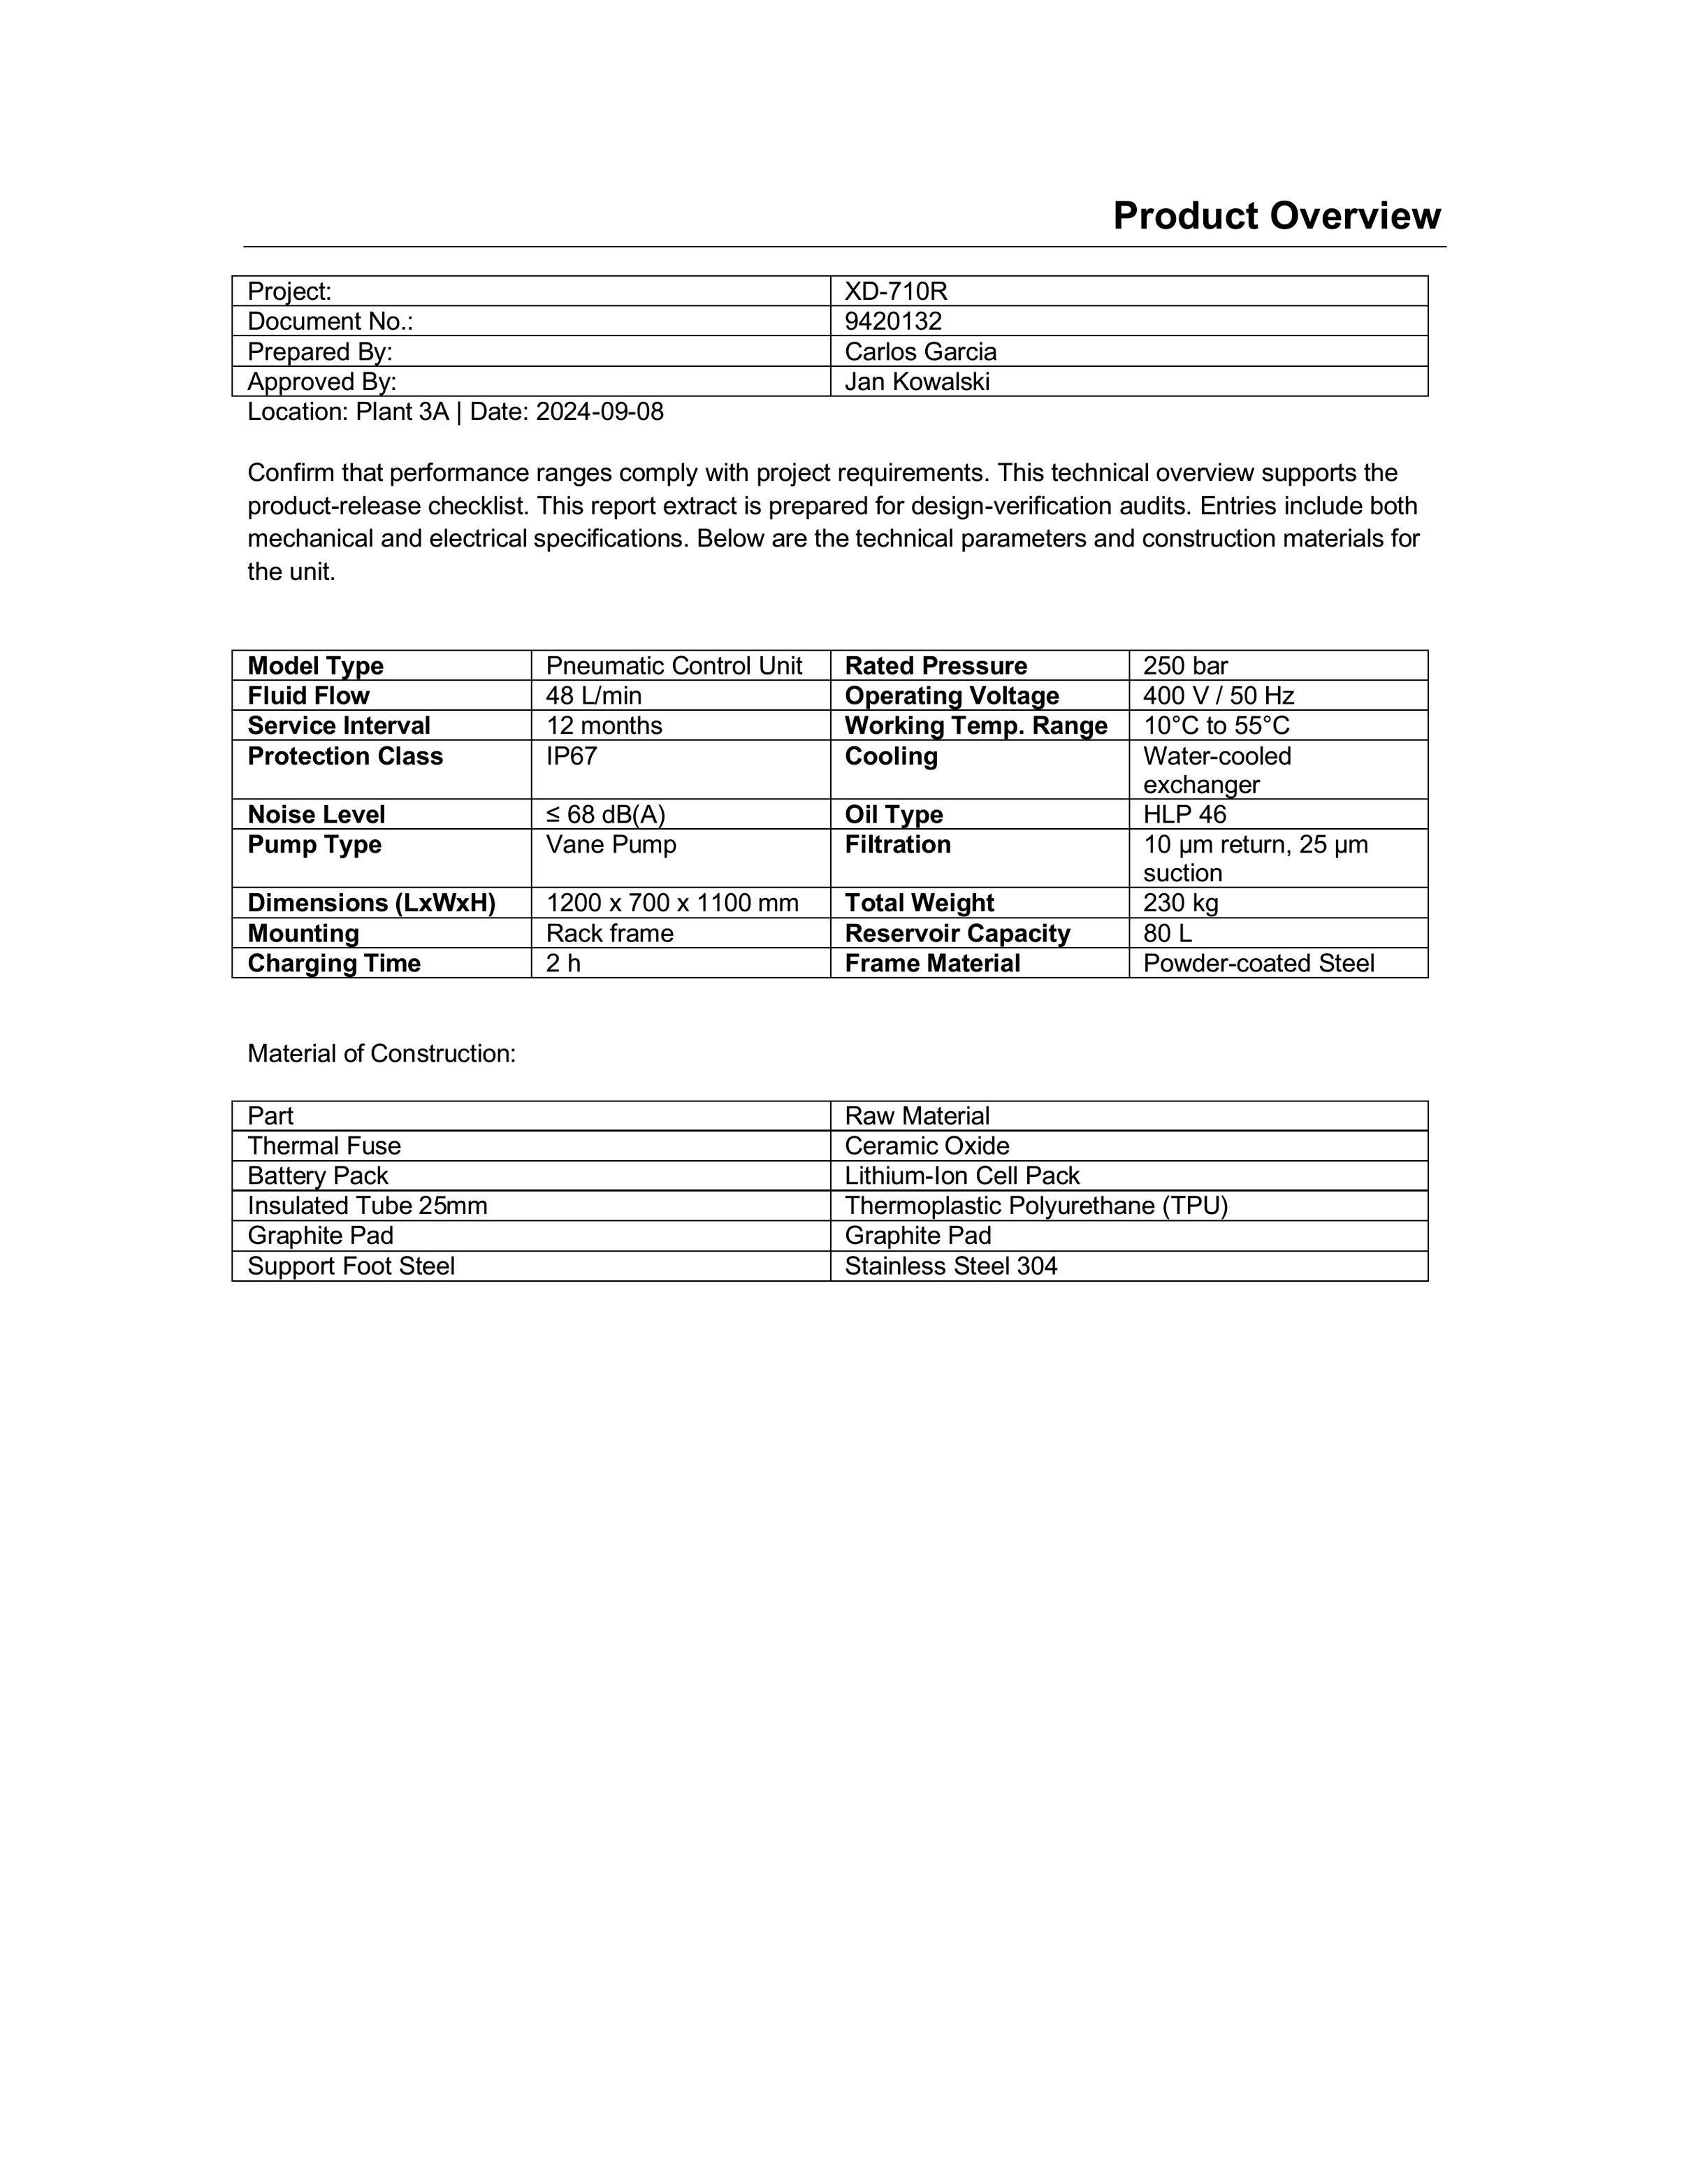 Product Overview
Project: XD-710R
Document No.: 9420132
Prepared By: Carlos Garcia
Approved By: Jan Kowalski
Location: Plant 3A | Date: 2024-09-08
Confirm that performance ranges comply with project requirements. This technical overview supports the
product-release checklist. This report extract is prepared for design-verification audits. Entries include both
mechanical and electrical specifications. Below are the technical parameters and construction materials for
the unit.
Model Type Pneumatic Control Unit Rated Pressure 250 bar
Fluid Flow 48 L/min Operating Voltage 400 V / 50 Hz
Service Interval 12 months Working Temp. Range 10°C to 55°C
Protection Class IP67 Cooling Water-cooled
exchanger
Noise Level ≤ 68 dB(A) Oil Type HLP 46
Pump Type Vane Pump Filtration 10 µm return, 25 µm
suction
Dimensions (LxWxH) 1200 x 700 x 1100 mm Total Weight 230 kg
Mounting Rack frame Reservoir Capacity 80 L
Charging Time 2 h Frame Material Powder-coated Steel
Material of Construction:
Part Raw Material
Thermal Fuse Ceramic Oxide
Battery Pack Lithium-Ion Cell Pack
Insulated Tube 25mm Thermoplastic Polyurethane (TPU)
Graphite Pad Graphite Pad
Support Foot Steel Stainless Steel 304